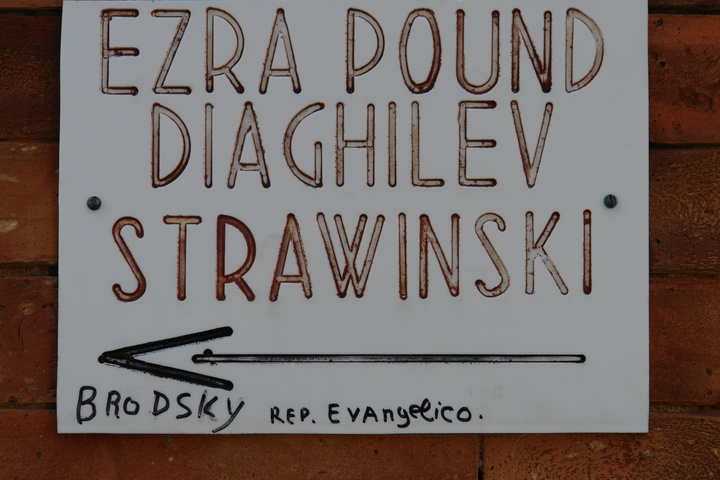 EZRA POUND
DIAGHILEV
STRAWINSKI
BRODSKY REP. EVAngelico.